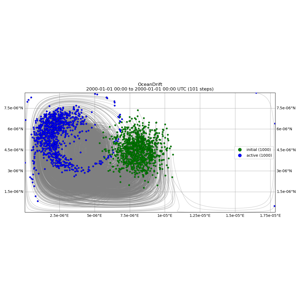 OceanDrift
2000-01-01 00:00 to 2000-01-01 00:00 UTC (101 steps)
7.5e-06°N
7.5e-06°N
6e-06°N
6e-06°N
4.5e-06°N
4.5e-06°N
3e-06°N
3e-06°N
1.5e-06°N
1.5e-06°N
initial (1000)
active (1000)
2.5e-06°E
5e-06°E
7.5e-06°E
1e-05°E
1.25e-05°E
1.5e-05°E
1.75e-05°E